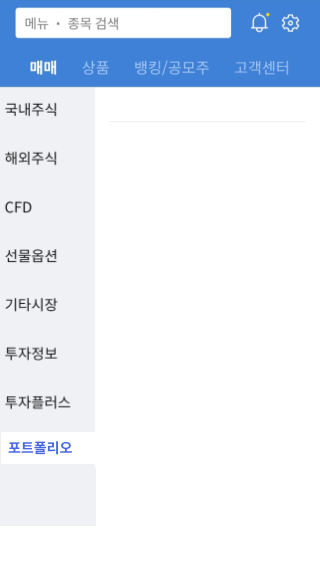 메뉴 · 종목 검색
매매 상품 뱅킹/공모주 고객센터
국내주식
해외주식
CFD
선물옵션
기타시장
투자정보
투자플러스
포트폴리오